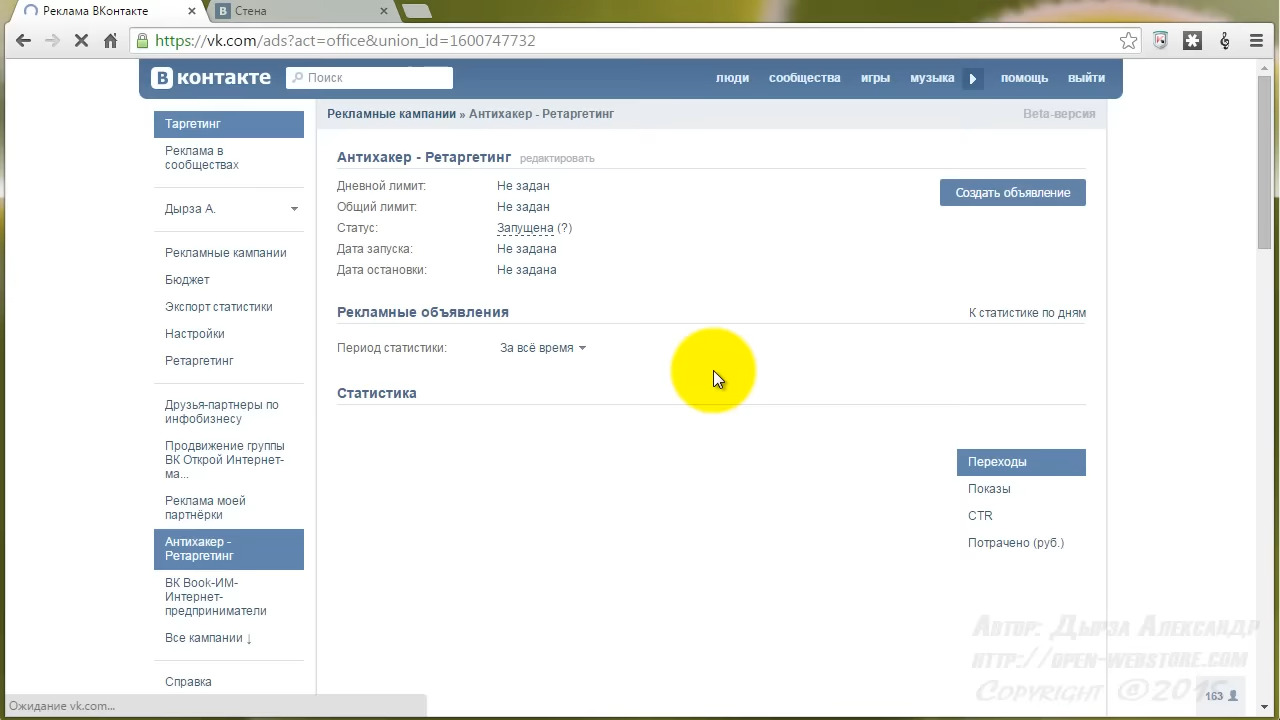 Реклама ВКонтакте
В Стена
https://vk.com/ads?act=office&union_id=1600747732
В контакте
Поиск
люди сообщества игры музыка помощь выйти
Таргетинг
Реклама в
сообществах
Дырза А.
Рекламные кампании
Бюджет
Экспорт статистики
Настройки
Ретаргетинг
Друзья-партнеры по
инфобизнесу
Продвижение группы
ВК Открой Интернет-
ма...
Реклама моей
партнёрки
Антихакер -
Ретаргетинг
ВК Book-ИМ-
Интернет-
предприниматели
Все кампании ↓
Справка
Рекламные кампании » Антихакер - Ретаргетинг
Beta-версия
Антихакер - Ретаргетинг редактировать
Дневной лимит: Не задан
Общий лимит: Не задан
Статус: Запущена (?)
Дата запуска: Не задана
Дата остановки: Не задана
Создать объявление
Рекламные объявления
К статистике по дням
Период статистики: За всё время
Статистика
Переходы
Показы
CTR
Потрачено (руб.)
Автор: Дырза Александр
http://open-webstore.com
Copyright @2015
163
Ожидание vk.com...